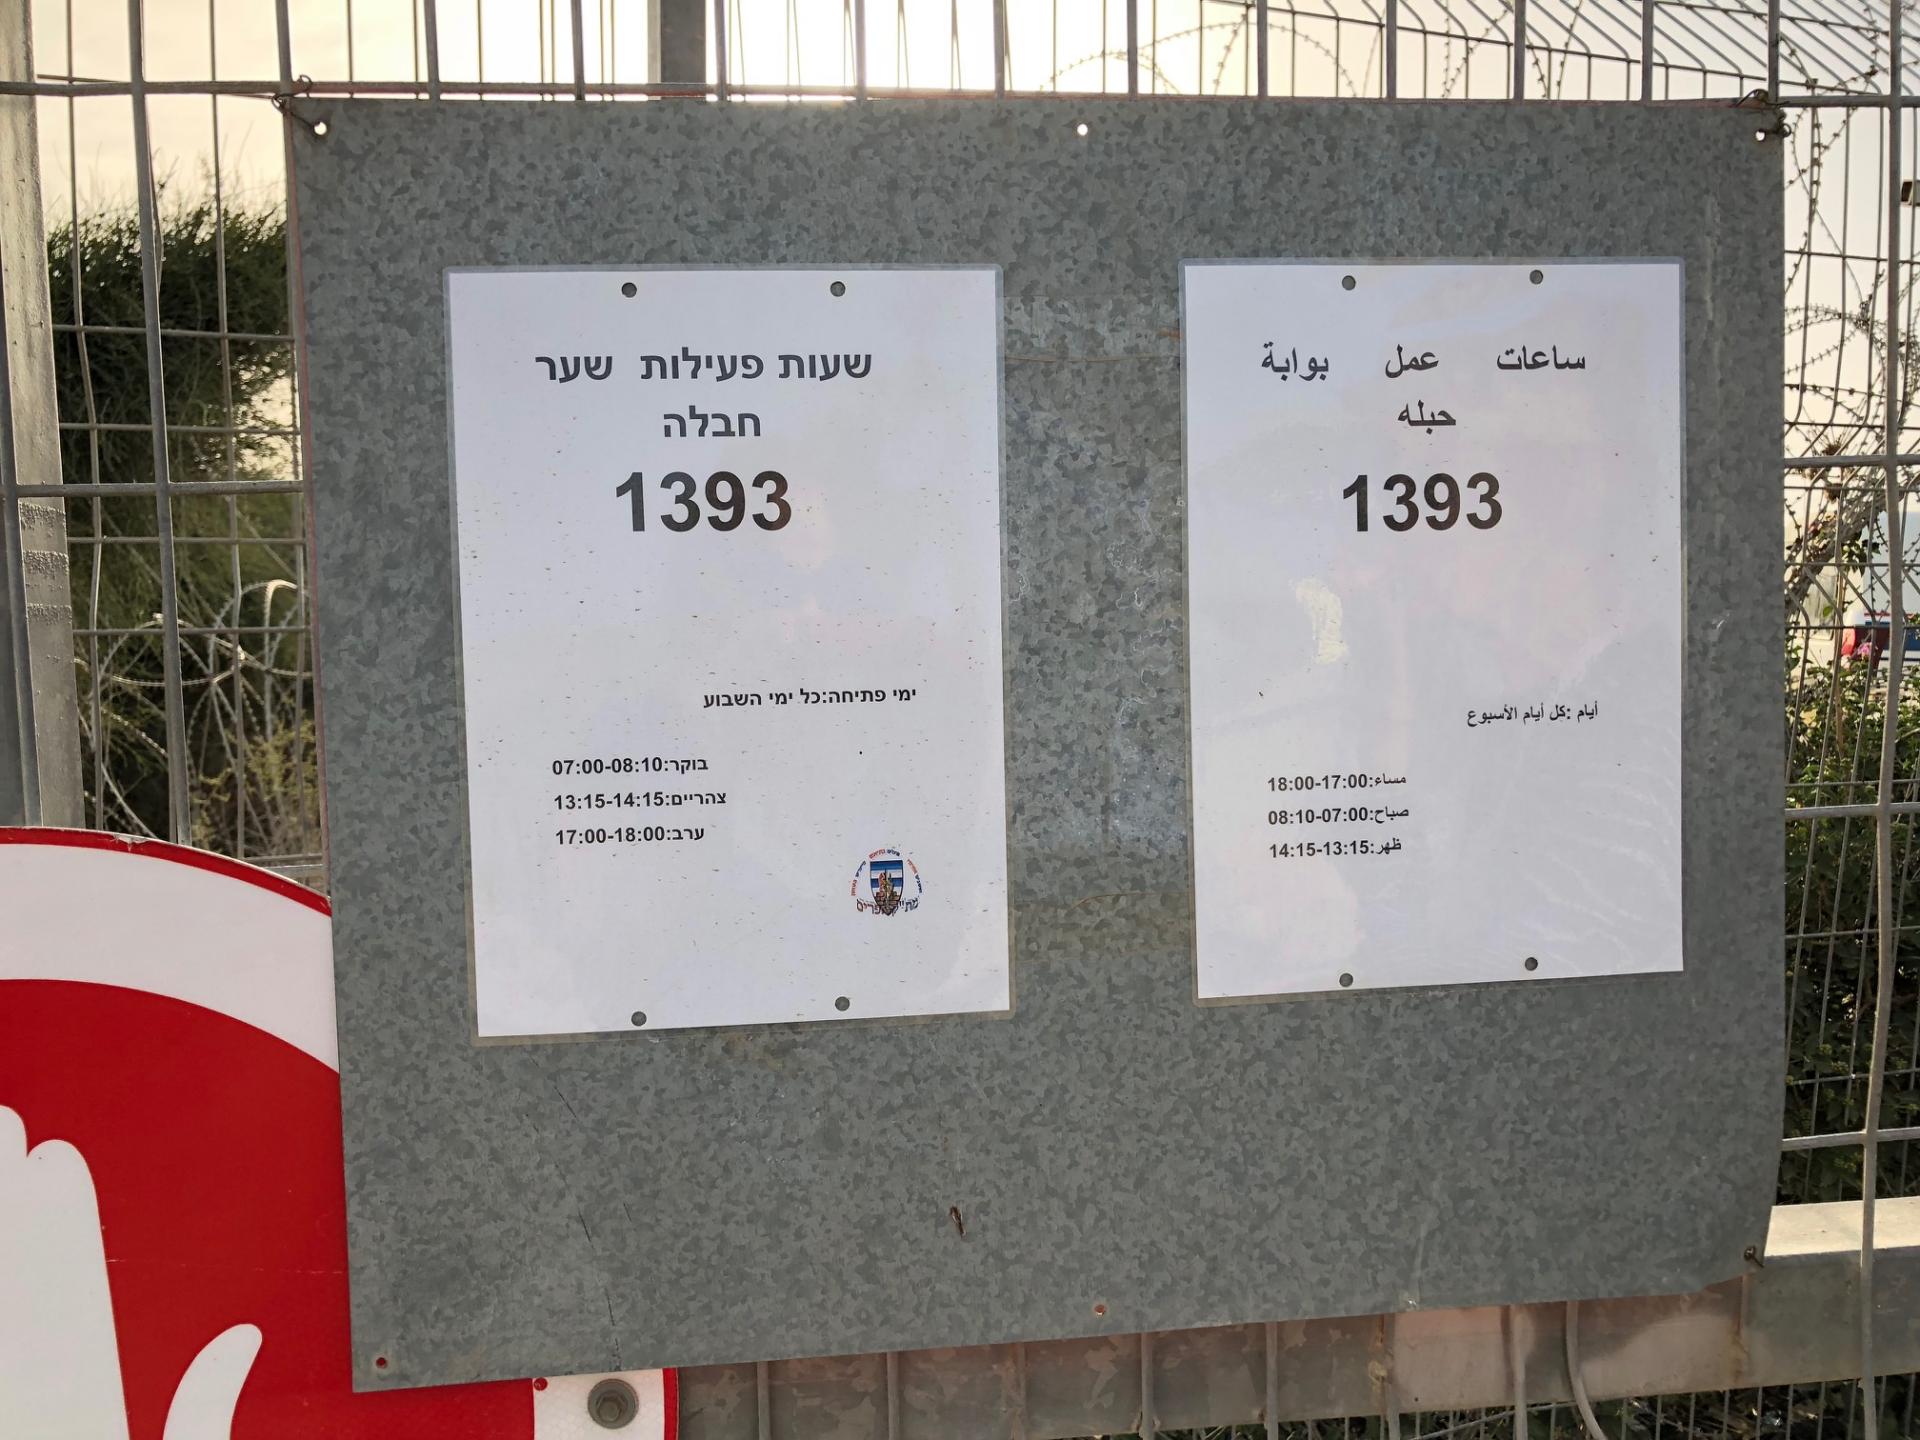 שעות פעילות שער
חבלה
1393
ימי פתיחה:כל ימי השבוע
בוקר:07:00-08:10
צהריים:13:15-14:15
ערב:17:00-18:00
ساعات عمل بوابة
حبله
1393
أيام :كل أيام الأسبوع
مساء:18:00-17:00
صباح:08:10-07:00
ظهر:14:15-13:15